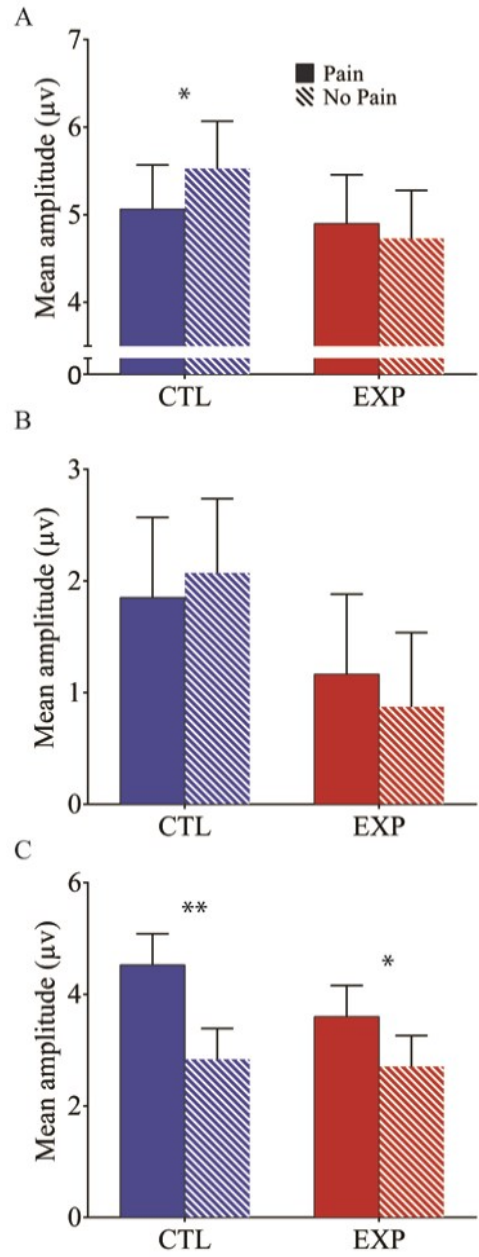 A
7
6
5
4
0
Mean amplitude (μv)
Pain
No Pain
*
CTL
EXP
B
3
2
1
0
Mean amplitude (μv)
CTL
EXP
C
6
4
2
0
Mean amplitude (μv)
**
*
CTL
EXP